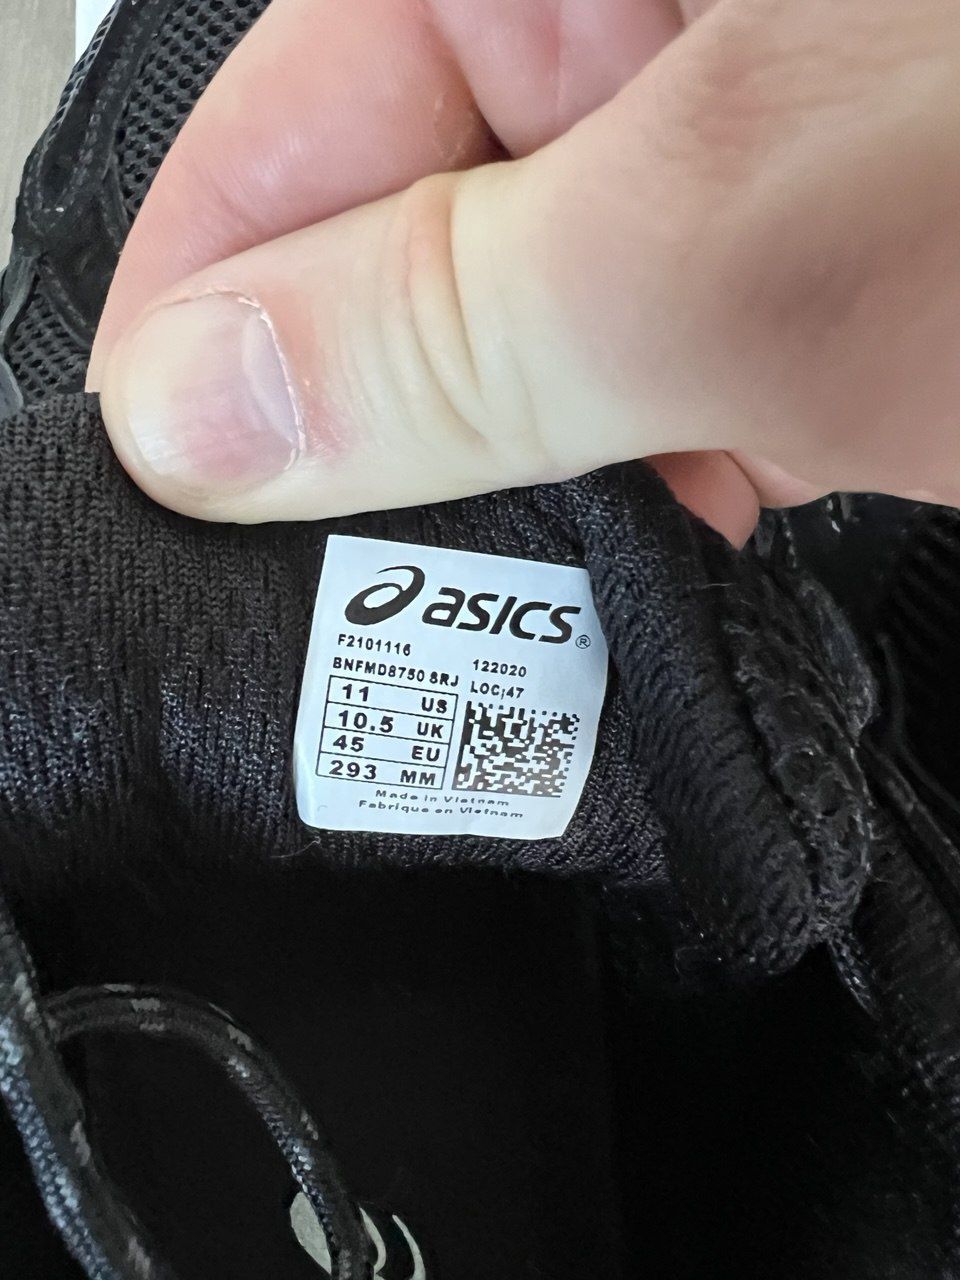 asics®
F2101116
BNFMD8750 SRJ
122020
LOC;47
11 US
10.5 UK
45 EU
293 MM
Made in Vietnam
Fabrique en Vietnam